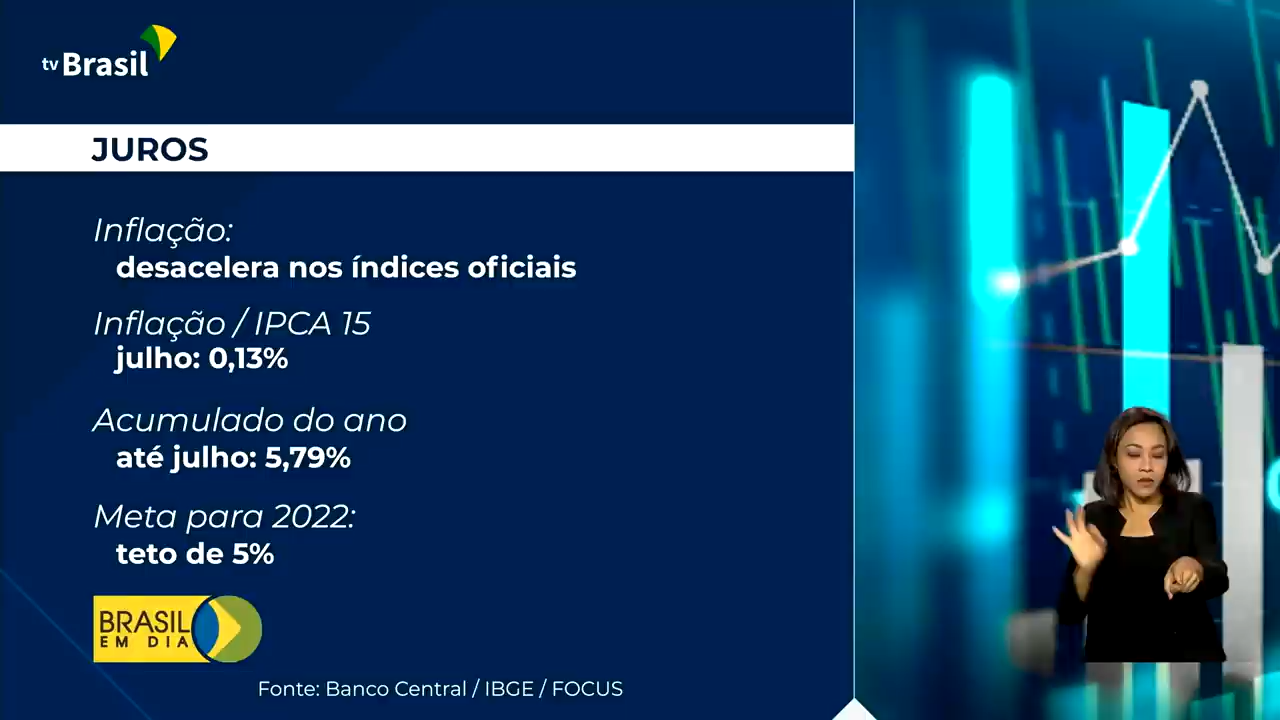 tv Brasil
JUROS
Inflação:
desacelera nos índices oficiais
Inflação / IPCA 15
julho: 0,13%
Acumulado do ano
até julho: 5,79%
Meta para 2022:
teto de 5%
BRASIL
EM DIA
Fonte: Banco Central / IBGE / FOCUS